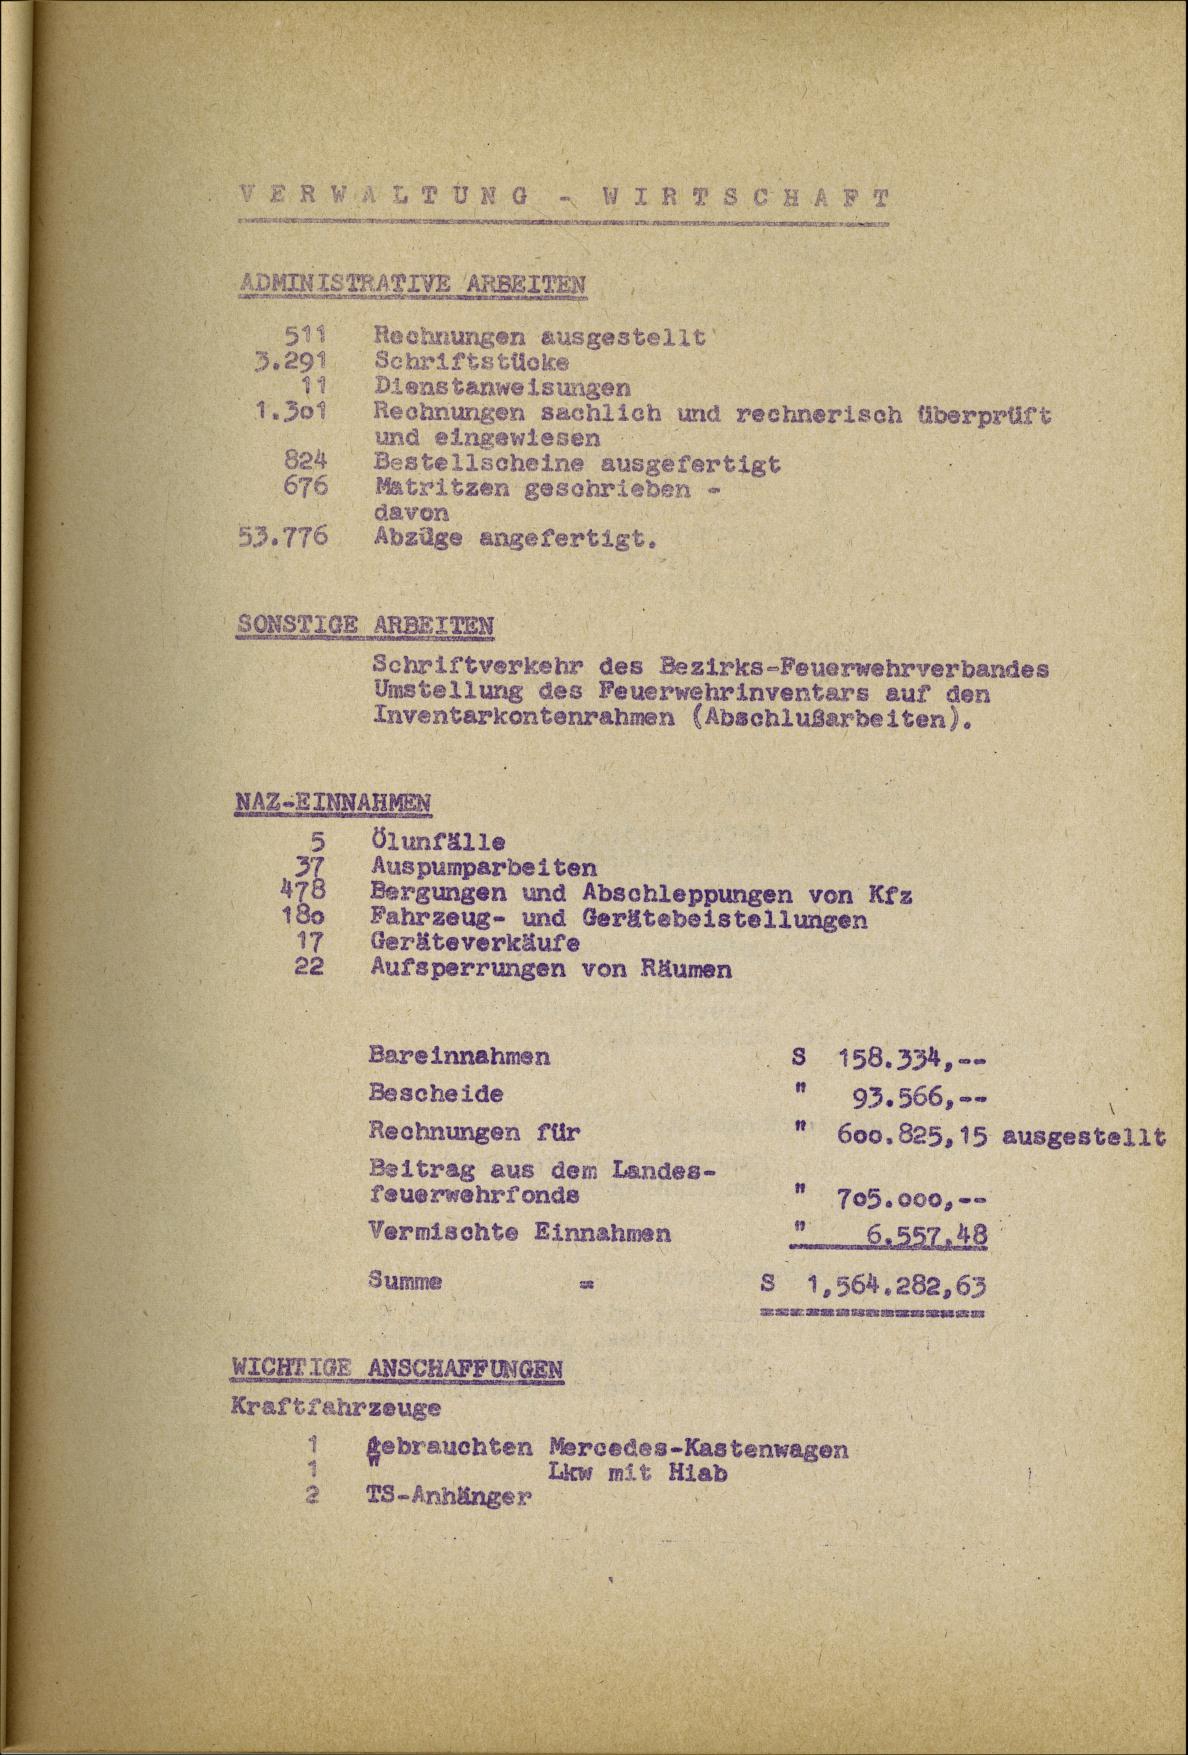 VERWALTUNG - WIRTSCHAFT
ADMINISTRATIVE ARBEITEN
511 Rechnungen ausgestellt
3.291 Schriftstücke
11 Dienstanweisungen
1.3o1 Rechnungen sachlich und rechnerisch überprüft
und eingewiesen
824 Bestellscheine ausgefertigt
676 Matritzen geschrieben -
davon
53.776 Abzüge angefertigt.
SONSTIGE ARBEITEN
Schriftverkehr des Bezirks-Feuerwehrverbandes
Umstellung des Feuerwehrinventars auf den
Inventarkontenrahmen (Abschlußarbeiten).
NAZ-EINNAHMEN
5 Ölunfälle
37 Auspumparbeiten
478 Bergungen und Abschleppungen von Kfz
18o Fahrzeug- und Gerätebeistellungen
17 Geräteverkäufe
22 Aufsperrungen von Räumen
Bareinnahmen S 158.334,--
Bescheide " 93.566,--
Rechnungen für " 6oo.825,15 ausgestellt
Beitrag aus dem Landes-
feuerwehrfonds " 7o5.ooo,--
Vermischte Einnahmen " 6.557,48
Summe = S 1,564.282,63
===============
WICHTIGE ANSCHAFFUNGEN
Kraftfahrzeuge
1 gebrauchten Mercedes-Kastenwagen
1 " Lkw mit Hiab
2 TS-Anhänger